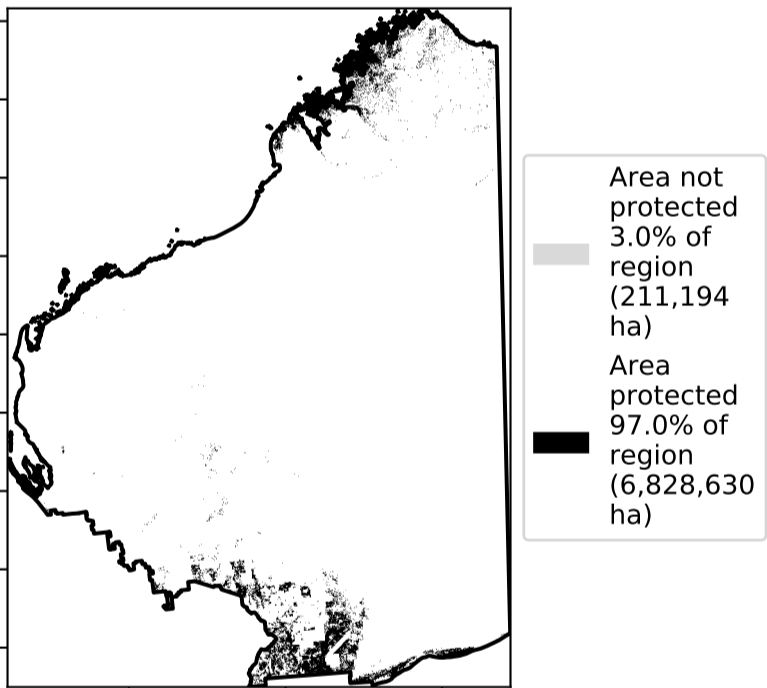 Area not
protected
3.0% of
region
(211,194
ha)
Area
protected
97.0% of
region
(6,828,630
ha)